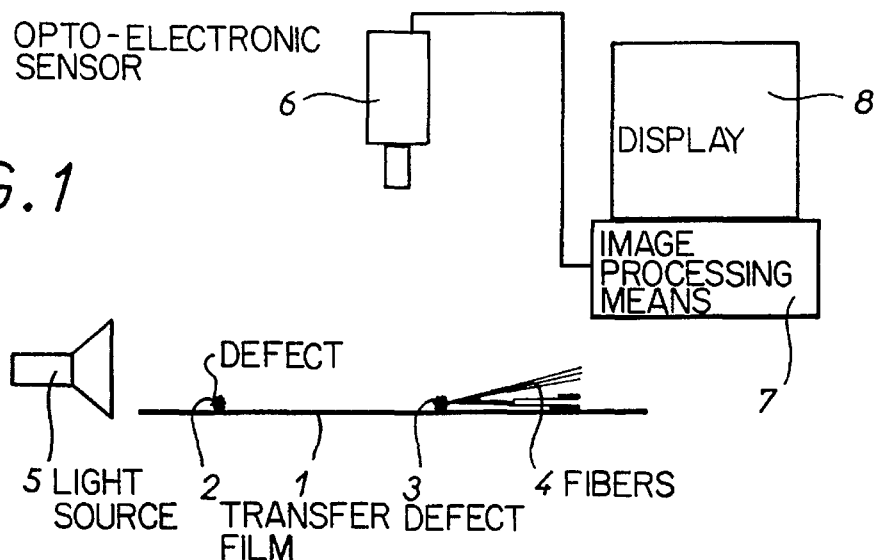 OPTO-ELECTRONIC
SENSOR
6
8
DISPLAY
G.1
IMAGE
PROCESSING
MEANS
7
DEFECT
5 LIGHT
SOURCE
2
1
TRANSFER
FILM
3
DEFECT
4 FIBERS